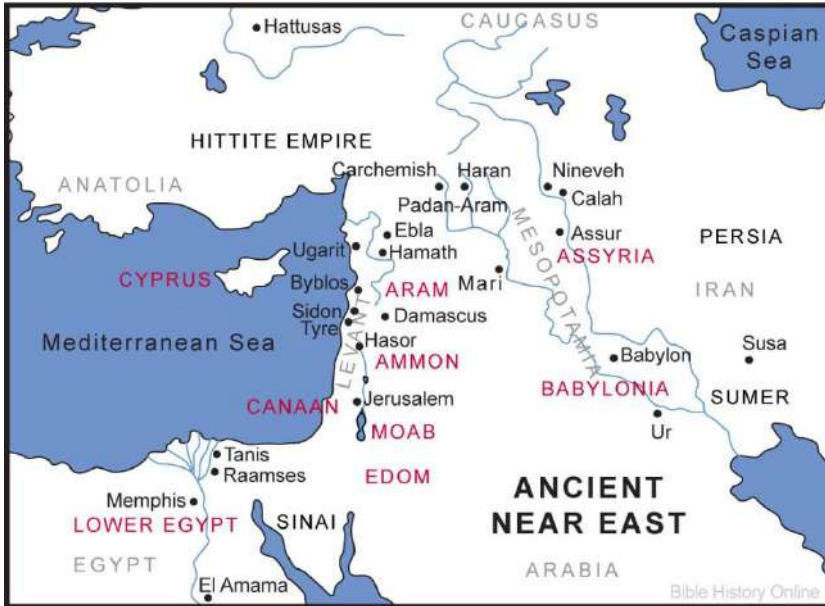 CAUCASUS
Hattusas
Caspian
Sea
HITTITE EMPIRE
Carchemish
Haran
Nineveh
ANATOLIA
Calah
Padan-Aram
MESOPOTAMIA
Ebla
Assur
PERSIA
Ugarit
Hamath
ASSYRIA
CYPRUS
Byblos
ARAM
Mari
IRAN
Sidon
Tyre
LEVANT
Damascus
Mediterranean Sea
Hasor
AMMON
Babylon
Susa
BABYLONIA
SUMER
CANAAN
Jerusalem
MOAB
Ur
Tanis
Raamses
EDOM
ANCIENT
NEAR EAST
Memphis
LOWER EGYPT
SINAI
EGYPT
ARABIA
El Amama
Bible History Online